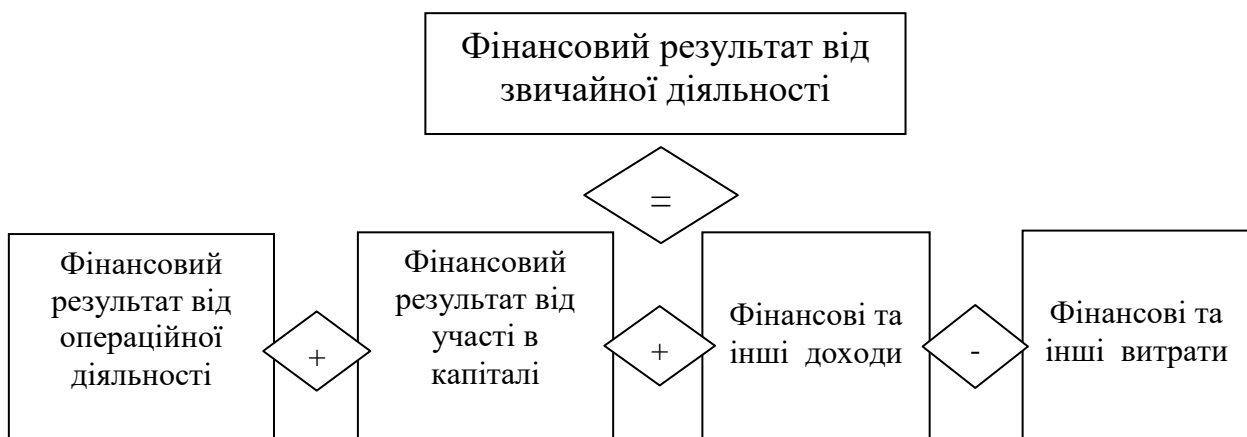 Фінансовий результат від
звичайної діяльності
=
Фінансовий
результат від
операційної
діяльності
+
Фінансовий
результат від
участі в
капіталі
+
Фінансові та
інші доходи
-
Фінансові та
інші витрати